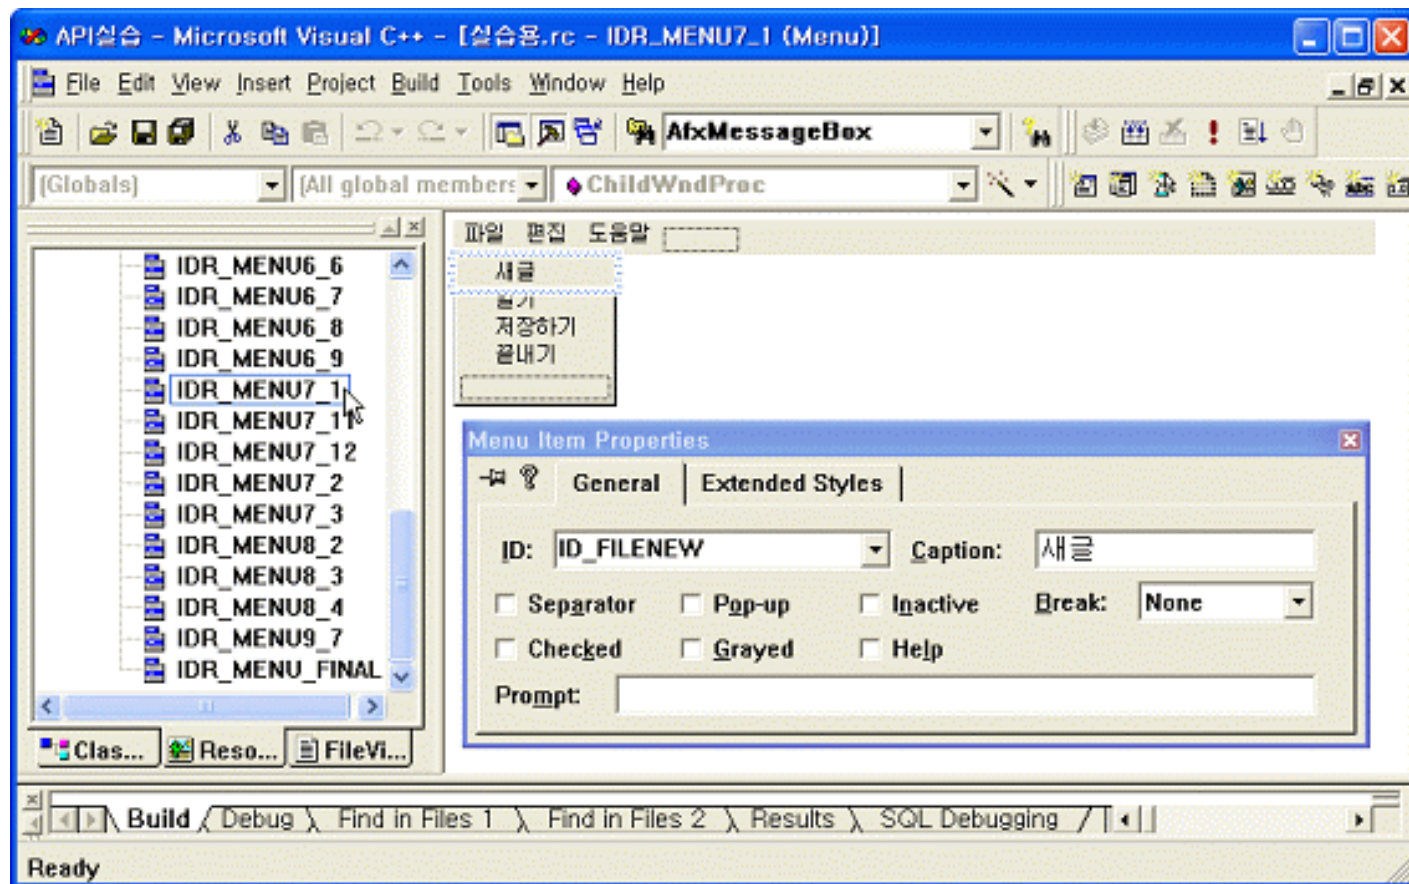 API실습 - Microsoft Visual C++ - [실습용.rc - IDR_MENU7_1 (Menu)]
File Edit View Insert Project Build Tools Window Help
AfxMessageBox
(Globals) (All global members ChildWndProc
IDR_MENU6_6
IDR_MENU6_7
IDR_MENU6_8
IDR_MENU6_9
IDR_MENU7_1
IDR_MENU7_11
IDR_MENU7_12
IDR_MENU7_2
IDR_MENU7_3
IDR_MENU8_2
IDR_MENU8_3
IDR_MENU8_4
IDR_MENU9_7
IDR_MENU_FINAL
Clas... Reso... FileVi...
파일 편집 도움말
새글
저장하기
끝내기
Menu Item Properties
General Extended Styles
ID: ID_FILENEW Caption: 새글
Separator Pop-up Inactive Break: None
Checked Grayed Help
Prompt:
Build Debug Find in Files 1 Find in Files 2 Results SQL Debugging
Ready